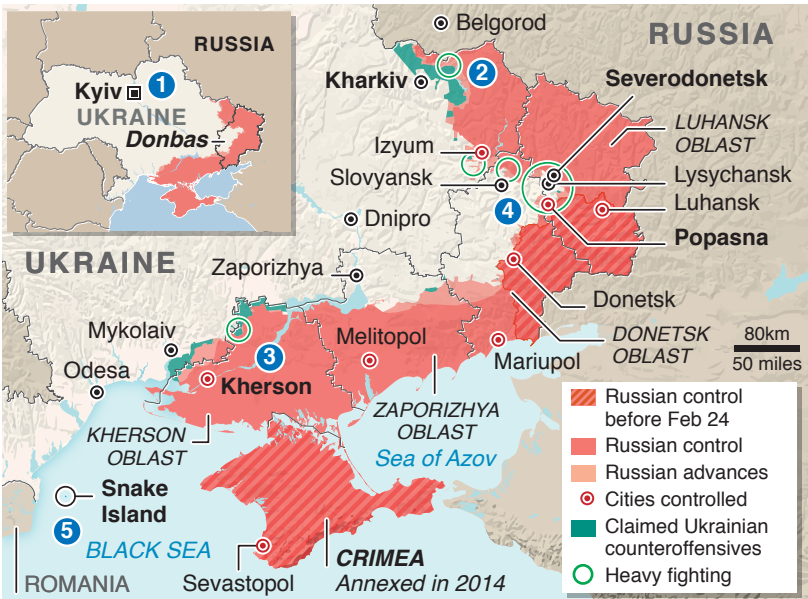 RUSSIA
Kyiv
1
UKRAINE
Donbas
Belgorod
RUSSIA
Kharkiv
2
Severodonetsk
Izyum
LUHANSK
OBLAST
Slovyansk
Lysychansk
4
Luhansk
Dnipro
Popasna
UKRAINE
Zaporizhya
Donetsk
Mykolaiv
Melitopol
DONETSK
OBLAST
80km
50 miles
3
Mariupol
Odesa
Kherson
ZAPORIZHYA
OBLAST
KHERSON
OBLAST
Sea of Azov
Snake
Island
5
BLACK SEA
CRIMEA
Annexed in 2014
ROMANIA
Sevastopol
Russian control
before Feb 24
Russian control
Russian advances
Cities controlled
Claimed Ukrainian
counteroffensives
Heavy fighting